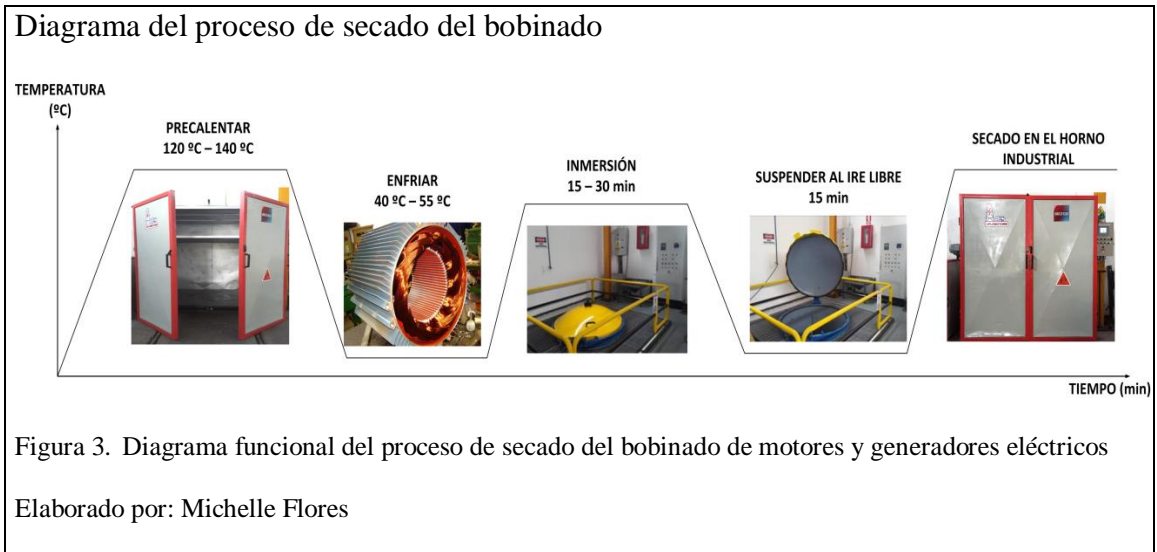 Diagrama del proceso de secado del bobinado
TEMPERATURA
(ºC)
PRECALENTAR
120 ºC – 140 ºC
ENFRIAR
40 ºC – 55 ºC
INMERSIÓN
15 – 30 min
SUSPENDER AL IRE LIBRE
15 min
SECADO EN EL HORNO
INDUSTRIAL
TIEMPO (min)
Figura 3. Diagrama funcional del proceso de secado del bobinado de motores y generadores eléctricos
Elaborado por: Michelle Flores